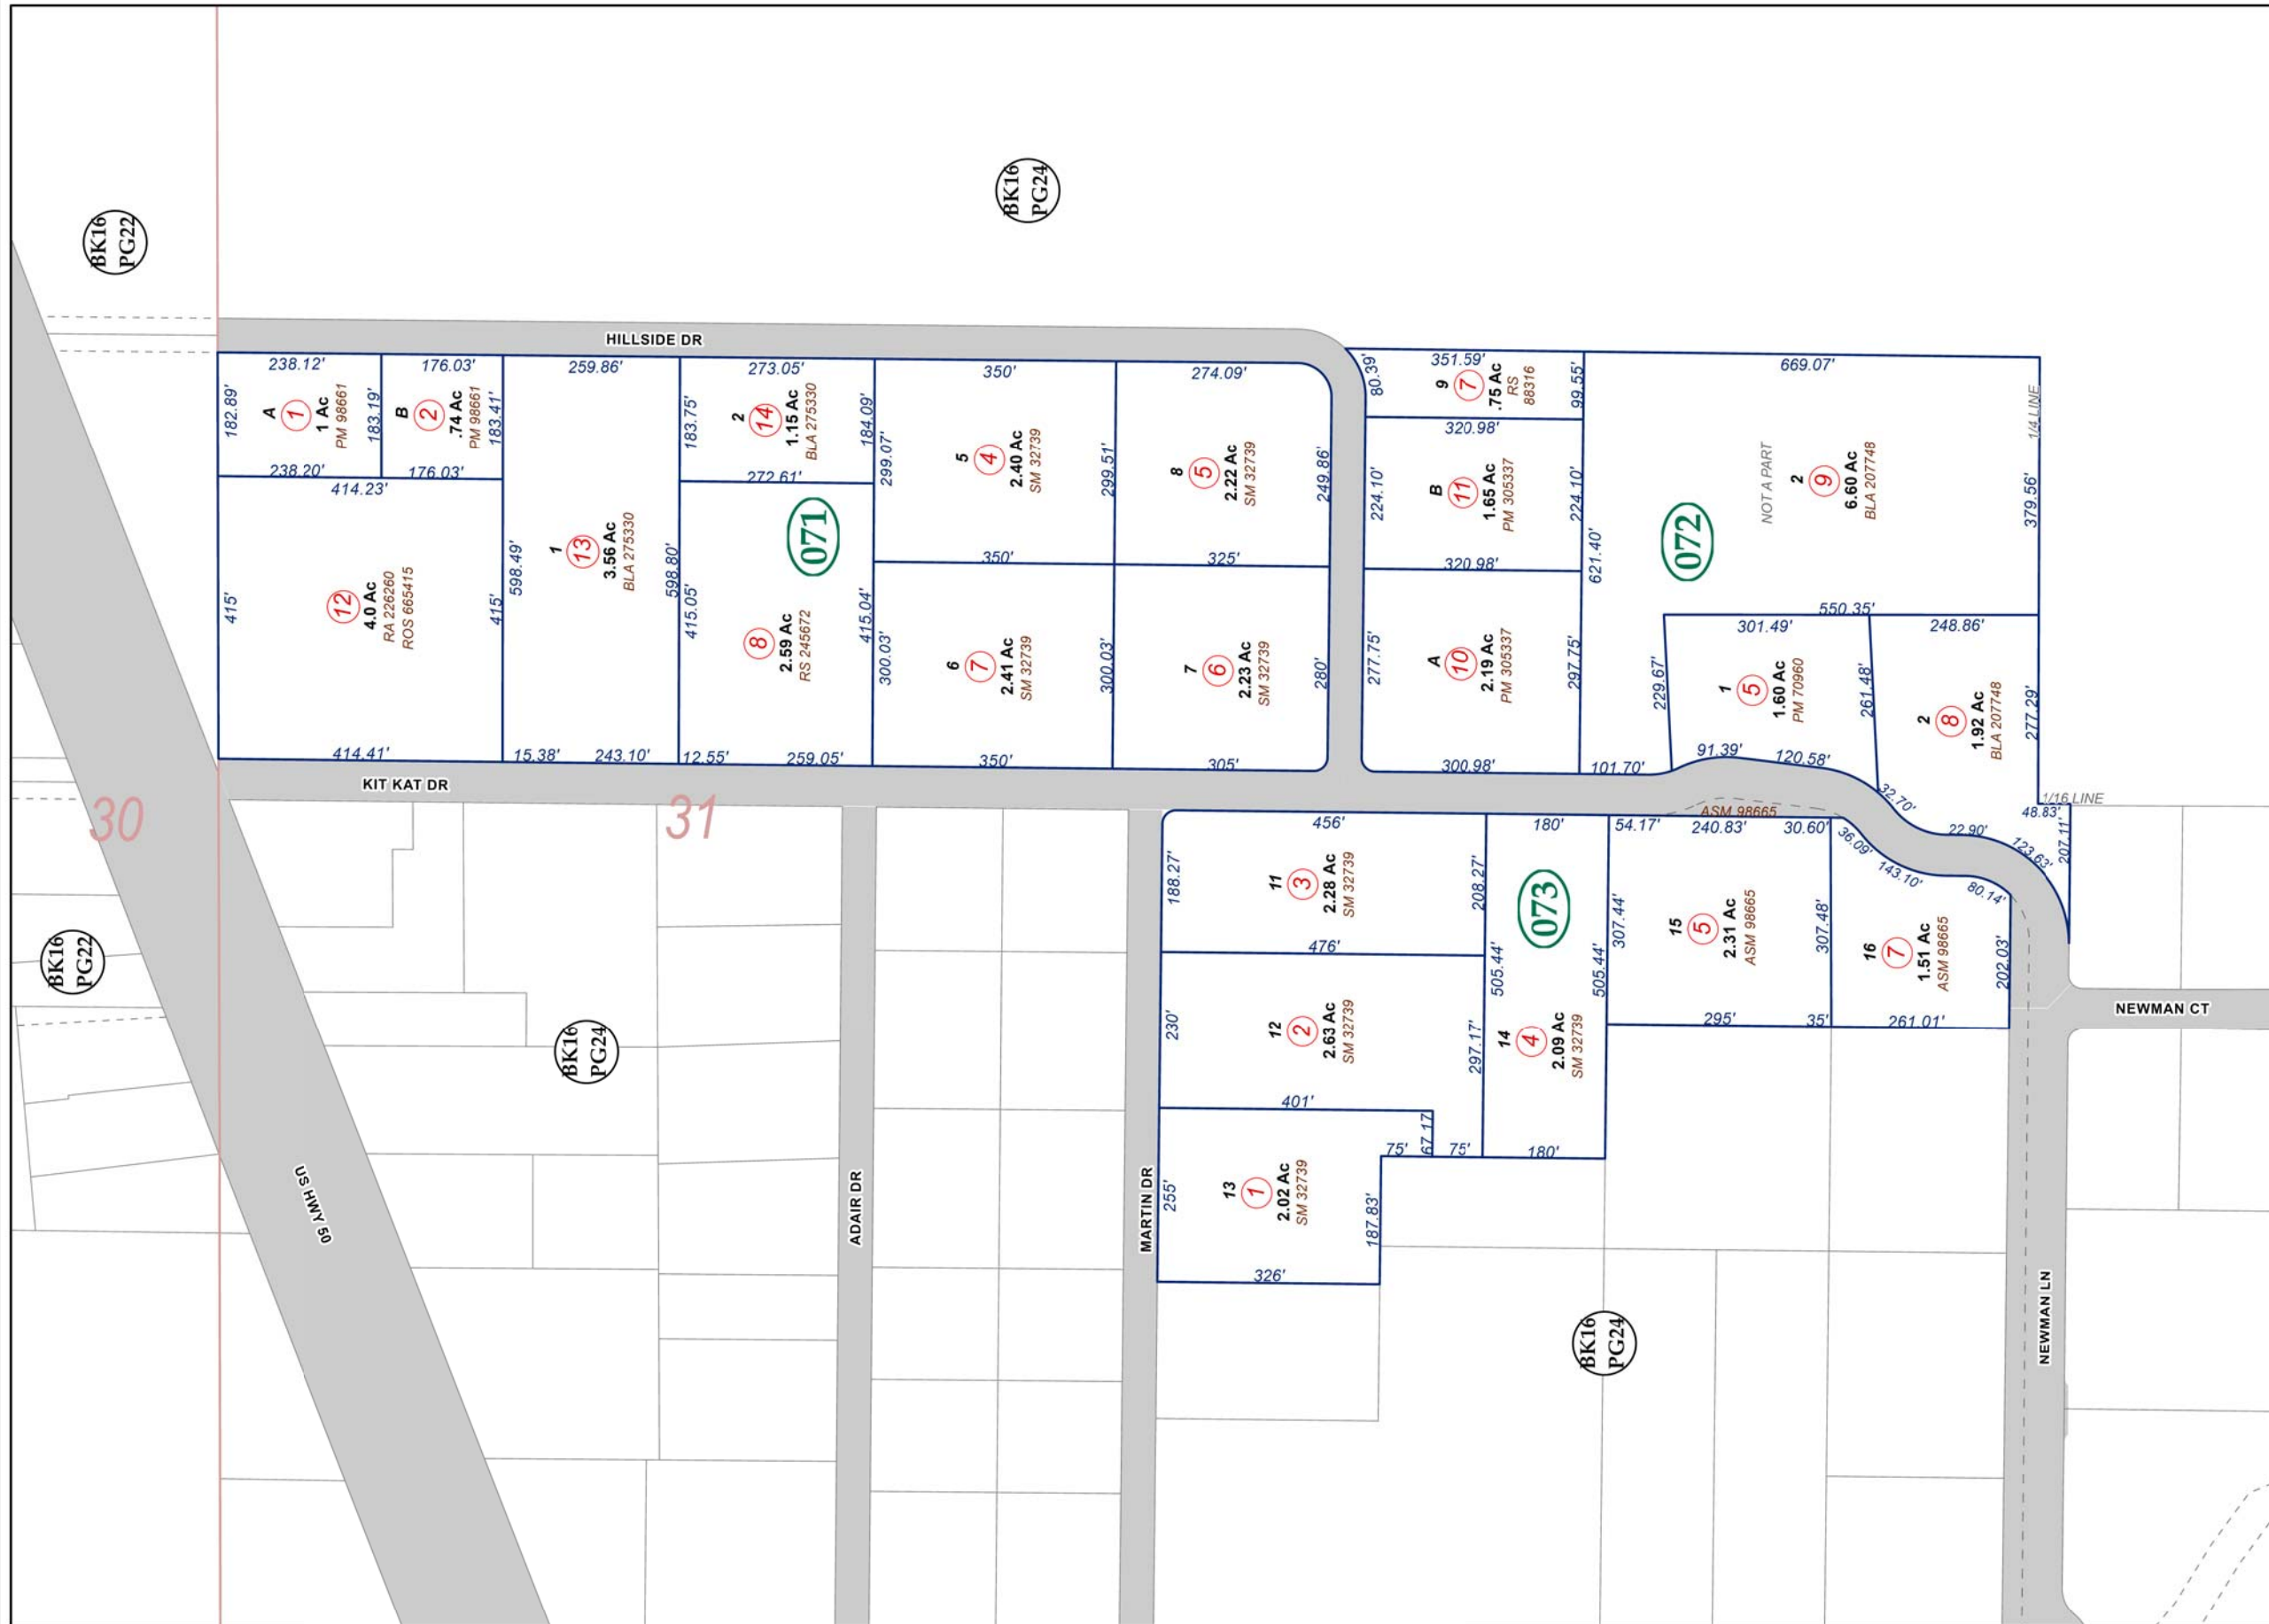 BK16
PG22
BK16
PG24
HILLSIDE DR
238.12'
176.03'
259.86'
273.05'
350'
274.09'
80.39'
351.59'
669.07'
182.89'
A
1
1 Ac
PM 98661
183.19'
B
2
.74 Ac
PM 98661
183.41'
183.75'
2
14
1.15 Ac
BLA 275330
184.09'
299.07'
5
4
2.40 Ac
SM 32739
299.51'
8
5
2.22 Ac
SM 32739
249.86'
9
7
.75 Ac
RS
88316
99.55'
1/4 LINE
238.20'
176.03'
414.23'
272.61'
320.98'
415'
12
4.0 Ac
RA 226260
ROS 665415
415'
598.49'
1
13
3.56 Ac
BLA 275330
598.80'
415.05'
071
8
2.59 Ac
RS 245672
415.04'
350'
325'
224.10'
B
11
1.65 Ac
PM 305337
224.10'
320.98'
621.40'
072
NOT A PART
2
9
6.60 Ac
BLA 207748
379.56'
300.03'
6
7
2.41 Ac
SM 32739
300.03'
7
6
2.23 Ac
SM 32739
280'
277.75'
A
10
2.19 Ac
PM 305337
297.75'
550.35'
301.49'
248.86'
229.67'
1
5
1.60 Ac
PM 70960
261.48'
2
8
1.92 Ac
BLA 207748
277.29'
414.41'
15.38'
243.10'
12.55'
259.05'
350'
305'
300.98'
101.70'
91.39'
120.58'
32.70'
22.90'
123.63'
48.83'
207.11'
1/16 LINE
KIT KAT DR
30
31
ASM 98665
456'
180'
54.17'
240.83'
30.60'
36.09'
143.10'
80.14'
188.27'
11
3
2.28 Ac
SM 32739
208.27'
073
307.44'
15
5
2.31 Ac
ASM 98665
307.48'
16
7
1.51 Ac
ASM 98665
202.03'
476'
505.44'
505.44'
BK16
PG22
BK16
PG24
230'
12
2
2.63 Ac
SM 32739
297.17'
14
4
2.09 Ac
SM 32739
295'
35'
261.01'
NEWMAN CT
401'
67.17
75'
75'
180'
US HWY 50
ADAIR DR
MARTIN DR
255'
13
1
2.02 Ac
SM 32739
187.83'
326'
BK16
PG24
NEWMAN LN